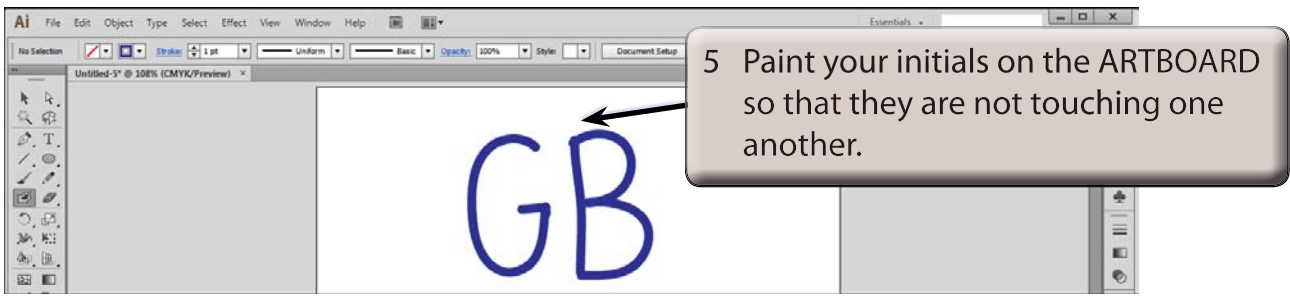 Ai File Edit Object Type Select Effect View Window Help Br Essentials
No Selection Stroke: 1 pt Uniform Basic Opacity: 100% Style: Document Setup
Untitled-5* @ 108% (CMYK/Preview) ×
5 Paint your initials on the ARTBOARD
so that they are not touching one
another.
GB